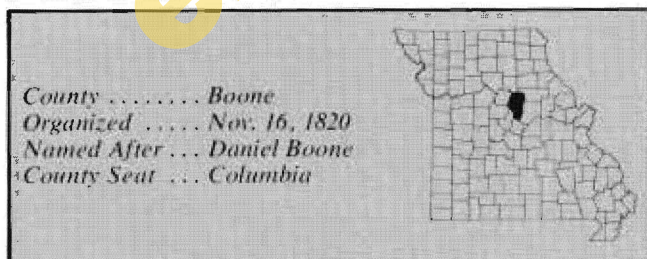 County ........ Boone
Organized ..... Nov. 16, 1820
Named After ... Daniel Boone
County Seat ... Columbia